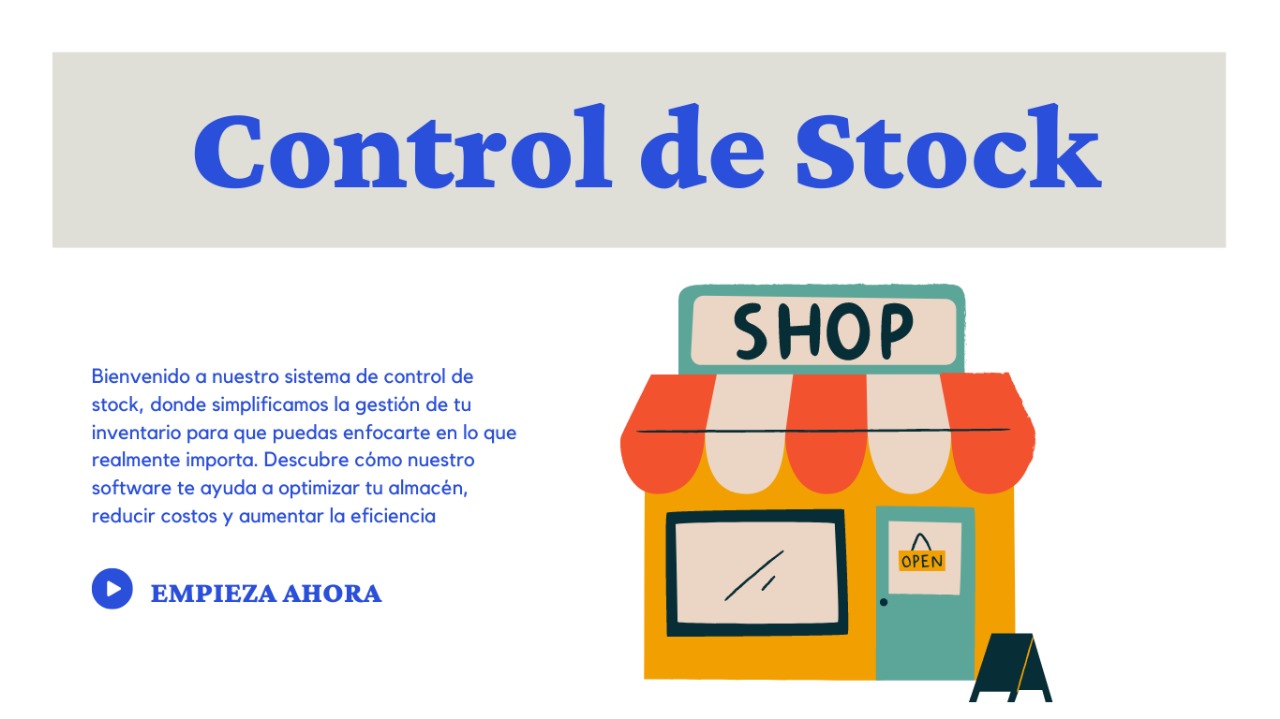 Control de Stock
SHOP
Bienvenido a nuestro sistema de control de
stock, donde simplificamos la gestión de tu
inventario para que puedas enfocarte en lo que
realmente importa. Descubre cómo nuestro
software te ayuda a optimizar tu almacén,
reducir costos y aumentar la eficiencia
OPEN
EMPIEZA AHORA